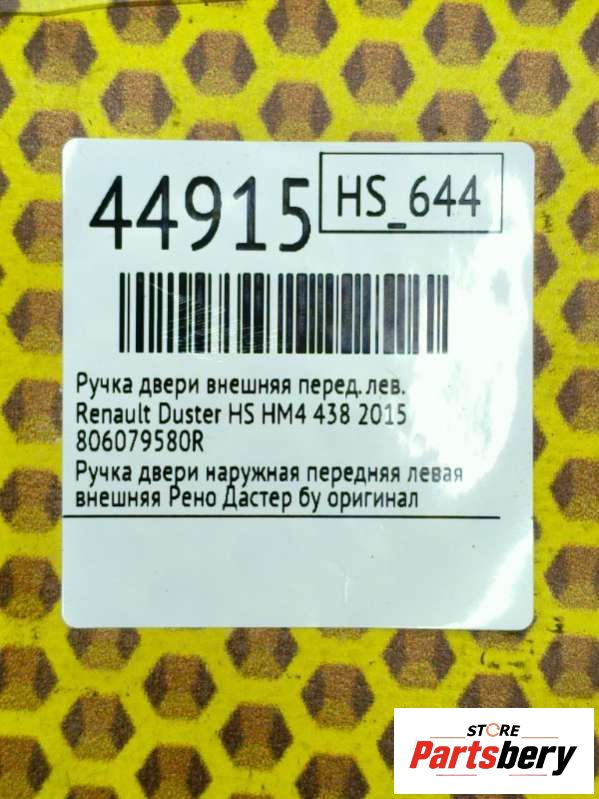 44915
HS_644
Ручка двери внешняя перед. лев.
Renault Duster HS HM4 438 2015
806079580R
Ручка двери наружная передняя левая
внешняя Рено Дастер бу оригинал
STORE
Partsbery